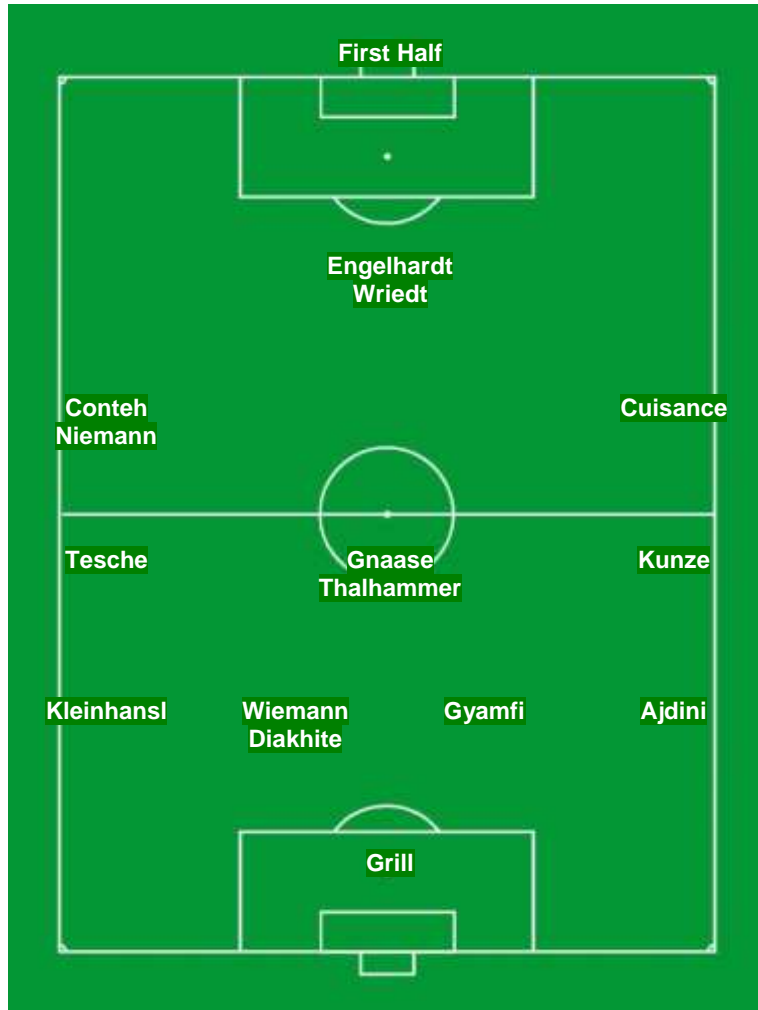 First Half
Engelhardt
Wriedt
Conteh
Niemann
Cuisance
Tesche
Gnaase
Thalhammer
Kunze
Kleinhansl
Wiemann
Diakhite
Gyamfi
Ajdini
Grill